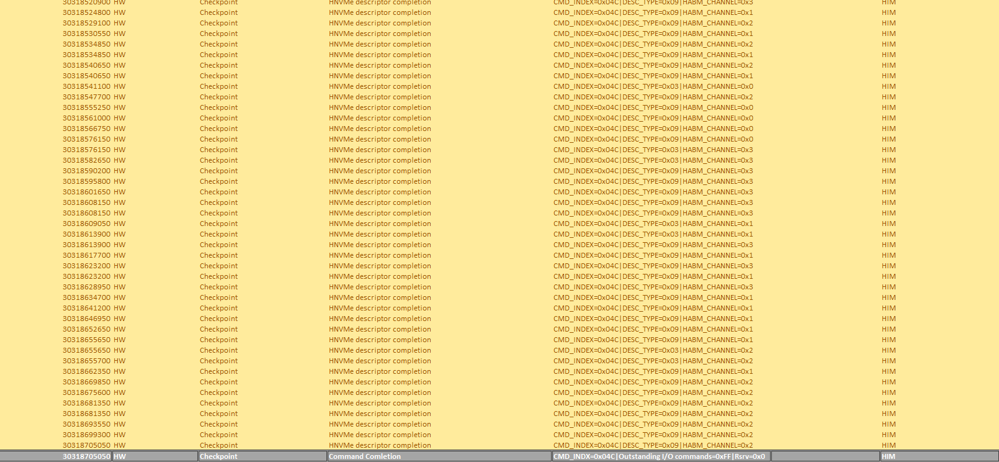 30318520900 HW Checkpoint HNVMe descriptor completion CMD_INDEX=0x04C|DESC_TYPE=0x09|HABM_CHANNEL=0x3 HIM
30318524800 HW Checkpoint HNVMe descriptor completion CMD_INDEX=0x04C|DESC_TYPE=0x09|HABM_CHANNEL=0x1 HIM
30318529100 HW Checkpoint HNVMe descriptor completion CMD_INDEX=0x04C|DESC_TYPE=0x09|HABM_CHANNEL=0x2 HIM
30318530550 HW Checkpoint HNVMe descriptor completion CMD_INDEX=0x04C|DESC_TYPE=0x09|HABM_CHANNEL=0x1 HIM
30318534850 HW Checkpoint HNVMe descriptor completion CMD_INDEX=0x04C|DESC_TYPE=0x09|HABM_CHANNEL=0x2 HIM
30318534850 HW Checkpoint HNVMe descriptor completion CMD_INDEX=0x04C|DESC_TYPE=0x09|HABM_CHANNEL=0x1 HIM
30318540650 HW Checkpoint HNVMe descriptor completion CMD_INDEX=0x04C|DESC_TYPE=0x09|HABM_CHANNEL=0x2 HIM
30318540650 HW Checkpoint HNVMe descriptor completion CMD_INDEX=0x04C|DESC_TYPE=0x09|HABM_CHANNEL=0x1 HIM
30318541100 HW Checkpoint HNVMe descriptor completion CMD_INDEX=0x04C|DESC_TYPE=0x03|HABM_CHANNEL=0x0 HIM
30318547700 HW Checkpoint HNVMe descriptor completion CMD_INDEX=0x04C|DESC_TYPE=0x09|HABM_CHANNEL=0x2 HIM
30318555250 HW Checkpoint HNVMe descriptor completion CMD_INDEX=0x04C|DESC_TYPE=0x09|HABM_CHANNEL=0x0 HIM
30318561000 HW Checkpoint HNVMe descriptor completion CMD_INDEX=0x04C|DESC_TYPE=0x09|HABM_CHANNEL=0x0 HIM
30318566750 HW Checkpoint HNVMe descriptor completion CMD_INDEX=0x04C|DESC_TYPE=0x09|HABM_CHANNEL=0x0 HIM
30318576150 HW Checkpoint HNVMe descriptor completion CMD_INDEX=0x04C|DESC_TYPE=0x09|HABM_CHANNEL=0x0 HIM
30318576150 HW Checkpoint HNVMe descriptor completion CMD_INDEX=0x04C|DESC_TYPE=0x03|HABM_CHANNEL=0x3 HIM
30318582650 HW Checkpoint HNVMe descriptor completion CMD_INDEX=0x04C|DESC_TYPE=0x03|HABM_CHANNEL=0x3 HIM
30318590200 HW Checkpoint HNVMe descriptor completion CMD_INDEX=0x04C|DESC_TYPE=0x09|HABM_CHANNEL=0x3 HIM
30318595800 HW Checkpoint HNVMe descriptor completion CMD_INDEX=0x04C|DESC_TYPE=0x09|HABM_CHANNEL=0x3 HIM
30318601650 HW Checkpoint HNVMe descriptor completion CMD_INDEX=0x04C|DESC_TYPE=0x09|HABM_CHANNEL=0x3 HIM
30318608150 HW Checkpoint HNVMe descriptor completion CMD_INDEX=0x04C|DESC_TYPE=0x09|HABM_CHANNEL=0x3 HIM
30318608150 HW Checkpoint HNVMe descriptor completion CMD_INDEX=0x04C|DESC_TYPE=0x09|HABM_CHANNEL=0x3 HIM
30318609050 HW Checkpoint HNVMe descriptor completion CMD_INDEX=0x04C|DESC_TYPE=0x03|HABM_CHANNEL=0x1 HIM
30318613900 HW Checkpoint HNVMe descriptor completion CMD_INDEX=0x04C|DESC_TYPE=0x03|HABM_CHANNEL=0x1 HIM
30318613900 HW Checkpoint HNVMe descriptor completion CMD_INDEX=0x04C|DESC_TYPE=0x09|HABM_CHANNEL=0x3 HIM
30318617700 HW Checkpoint HNVMe descriptor completion CMD_INDEX=0x04C|DESC_TYPE=0x09|HABM_CHANNEL=0x1 HIM
30318623200 HW Checkpoint HNVMe descriptor completion CMD_INDEX=0x04C|DESC_TYPE=0x09|HABM_CHANNEL=0x3 HIM
30318623200 HW Checkpoint HNVMe descriptor completion CMD_INDEX=0x04C|DESC_TYPE=0x09|HABM_CHANNEL=0x1 HIM
30318628950 HW Checkpoint HNVMe descriptor completion CMD_INDEX=0x04C|DESC_TYPE=0x09|HABM_CHANNEL=0x3 HIM
30318634700 HW Checkpoint HNVMe descriptor completion CMD_INDEX=0x04C|DESC_TYPE=0x09|HABM_CHANNEL=0x1 HIM
30318641200 HW Checkpoint HNVMe descriptor completion CMD_INDEX=0x04C|DESC_TYPE=0x09|HABM_CHANNEL=0x1 HIM
30318646950 HW Checkpoint HNVMe descriptor completion CMD_INDEX=0x04C|DESC_TYPE=0x09|HABM_CHANNEL=0x1 HIM
30318652650 HW Checkpoint HNVMe descriptor completion CMD_INDEX=0x04C|DESC_TYPE=0x09|HABM_CHANNEL=0x1 HIM
30318655650 HW Checkpoint HNVMe descriptor completion CMD_INDEX=0x04C|DESC_TYPE=0x09|HABM_CHANNEL=0x1 HIM
30318655650 HW Checkpoint HNVMe descriptor completion CMD_INDEX=0x04C|DESC_TYPE=0x03|HABM_CHANNEL=0x2 HIM
30318655700 HW Checkpoint HNVMe descriptor completion CMD_INDEX=0x04C|DESC_TYPE=0x03|HABM_CHANNEL=0x2 HIM
30318662350 HW Checkpoint HNVMe descriptor completion CMD_INDEX=0x04C|DESC_TYPE=0x09|HABM_CHANNEL=0x1 HIM
30318669850 HW Checkpoint HNVMe descriptor completion CMD_INDEX=0x04C|DESC_TYPE=0x09|HABM_CHANNEL=0x2 HIM
30318675600 HW Checkpoint HNVMe descriptor completion CMD_INDEX=0x04C|DESC_TYPE=0x09|HABM_CHANNEL=0x2 HIM
30318681350 HW Checkpoint HNVMe descriptor completion CMD_INDEX=0x04C|DESC_TYPE=0x09|HABM_CHANNEL=0x2 HIM
30318681350 HW Checkpoint HNVMe descriptor completion CMD_INDEX=0x04C|DESC_TYPE=0x09|HABM_CHANNEL=0x2 HIM
30318693550 HW Checkpoint HNVMe descriptor completion CMD_INDEX=0x04C|DESC_TYPE=0x09|HABM_CHANNEL=0x2 HIM
30318699300 HW Checkpoint HNVMe descriptor completion CMD_INDEX=0x04C|DESC_TYPE=0x09|HABM_CHANNEL=0x2 HIM
30318705050 HW Checkpoint HNVMe descriptor completion CMD_INDEX=0x04C|DESC_TYPE=0x09|HABM_CHANNEL=0x2 HIM
30318705050 HW Checkpoint Command Comletion CMD_INDX=0x04C|Outstanding I/O commands=0xFF|Rsrv=0x0 HIM